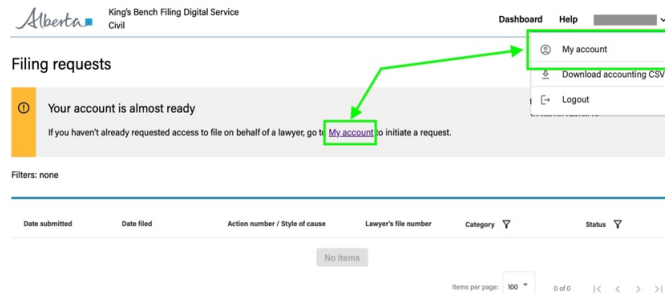 Alberta
King's Bench Filing Digital Service
Civil
Dashboard Help
My account
Download accounting CSV
Logout
Filing requests
Your account is almost ready
If you haven't already requested access to file on behalf of a lawyer, go to My account to initiate a request.
Filters: none
Date submitted Date filed Action number / Style of cause Lawyer's file number Category Status
No items
Items per page: 100 0 of 0